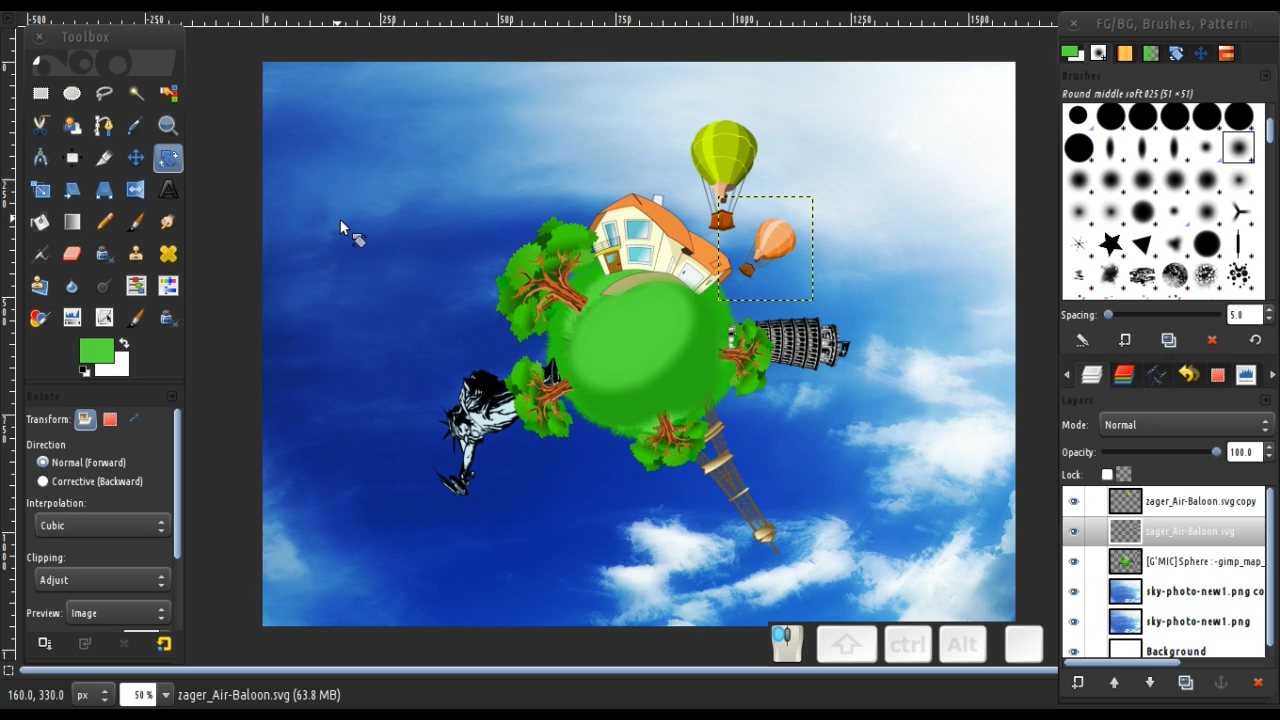 -500
-250
0
250
500
750
1000
1250
1500
Toolbox
FG/BG, Brushes, Pattern
Brushes
Round middle soft 025 (51 × 51)
Spacing:
5.0
Rotate
Transform:
Direction
Normal (Forward)
Corrective (Backward)
Interpolation:
Cubic
Clipping:
Adjust
Preview:
Image
Layers
Mode:
Normal
Opacity:
100.0
Lock:
zager_Air-Baloon.svg copy
zager_Air-Baloon.svg
[G'MIC] Sphere : -gimp_map_
sky-photo-new1.png co
sky-photo-new1.png
Background
ctrl
Alt
160.0, 330.0
px
50 %
zager_Air-Baloon.svg (63.8 MB)